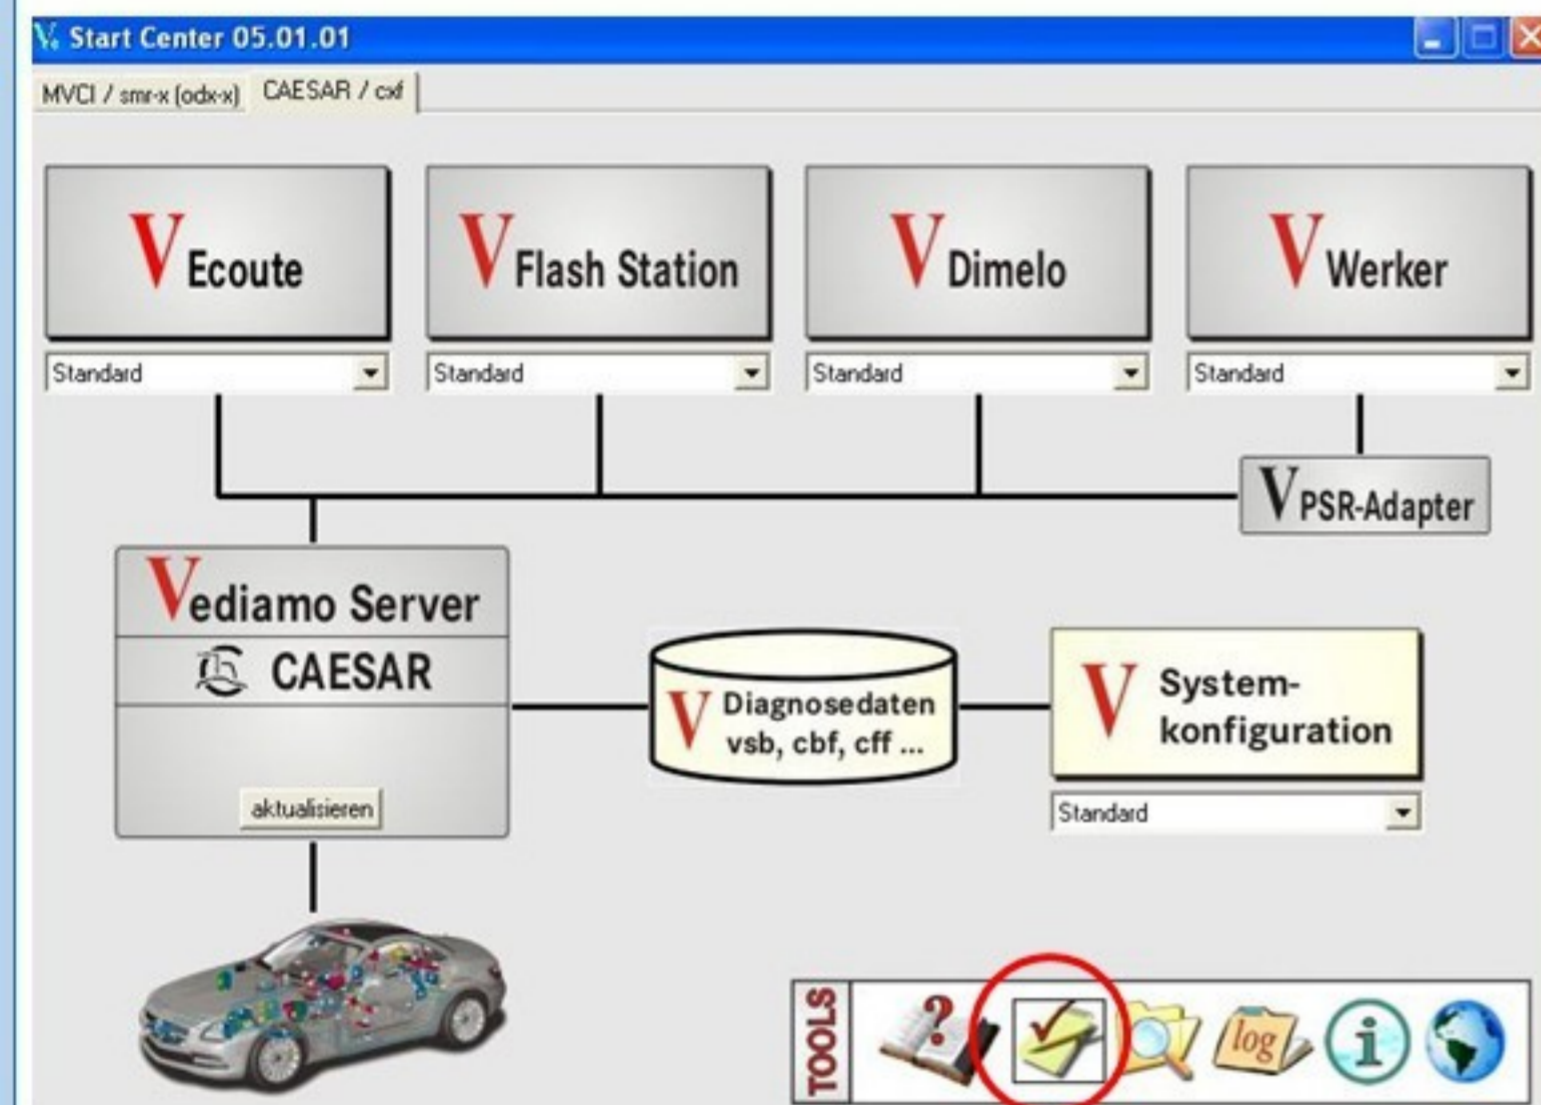 Start Center 05.01.01
MVCI / smr-x (odx-x) CAESAR / cxf
V Ecoute
V Flash Station
V Dimelo
V Werker
Standard
Standard
Standard
Standard
V PSR-Adapter
Vediamo Server
CAESAR
aktualisieren
V Diagnosedaten
vsb, cbf, cff ...
V System-
konfiguration
Standard
TOOLS
?
log
i